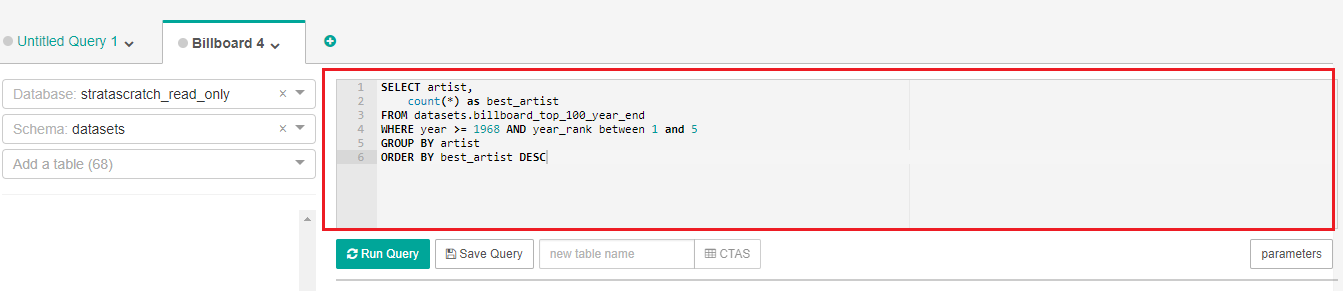 Untitled Query 1
Billboard 4
Database: stratascratch_read_only
Schema: datasets
Add a table (68)
1 SELECT artist,
2 count(*) as best_artist
3 FROM datasets.billboard_top_100_year_end
4 WHERE year >= 1968 AND year_rank between 1 and 5
5 GROUP BY artist
6 ORDER BY best_artist DESC
Run Query
Save Query
new table name
CTAS
parameters